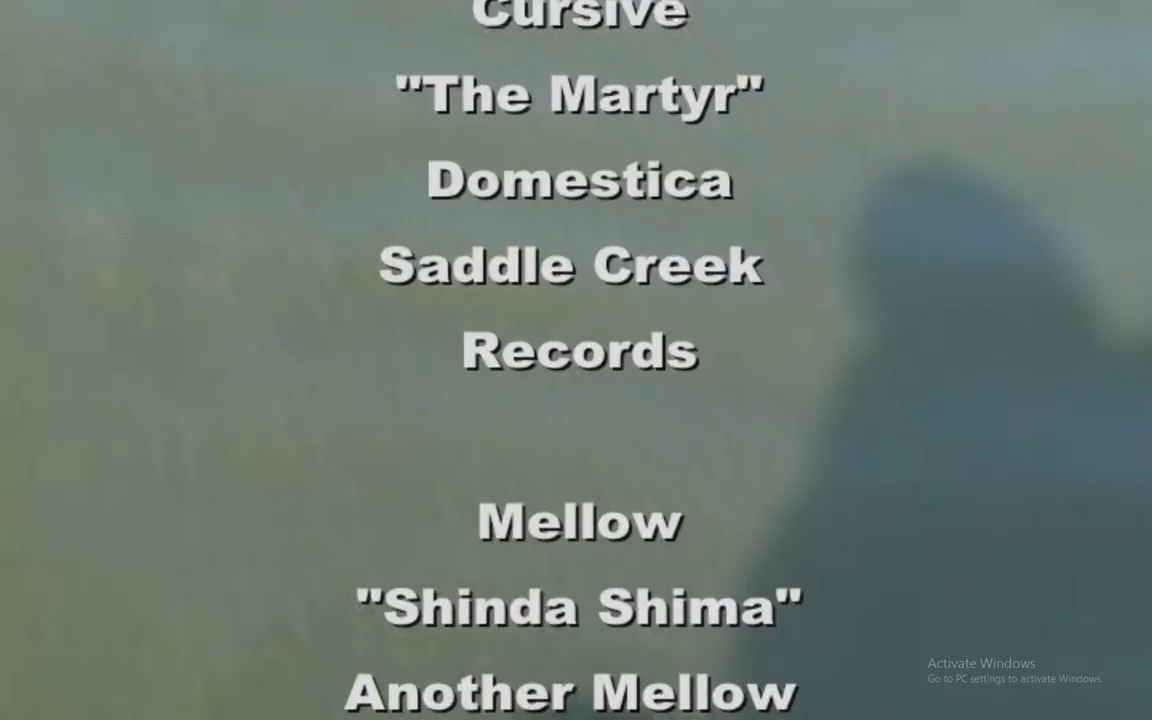 Cursive
"The Martyr"
Domestica
Saddle Creek
Records
Mellow
"Shinda Shima"
Another Mellow
Activate Windows
Go to PC settings to activate Windows.